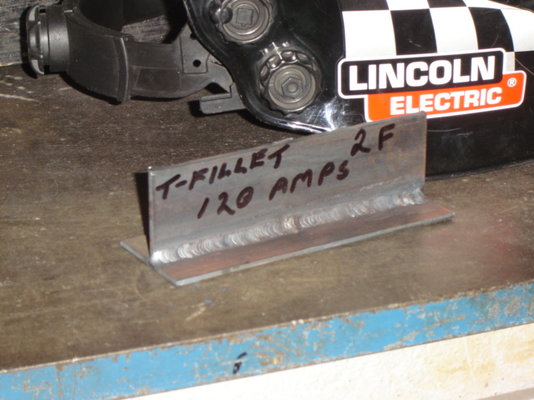 LINCOLN
ELECTRIC®
T-FILLET 2F
120 AMPS